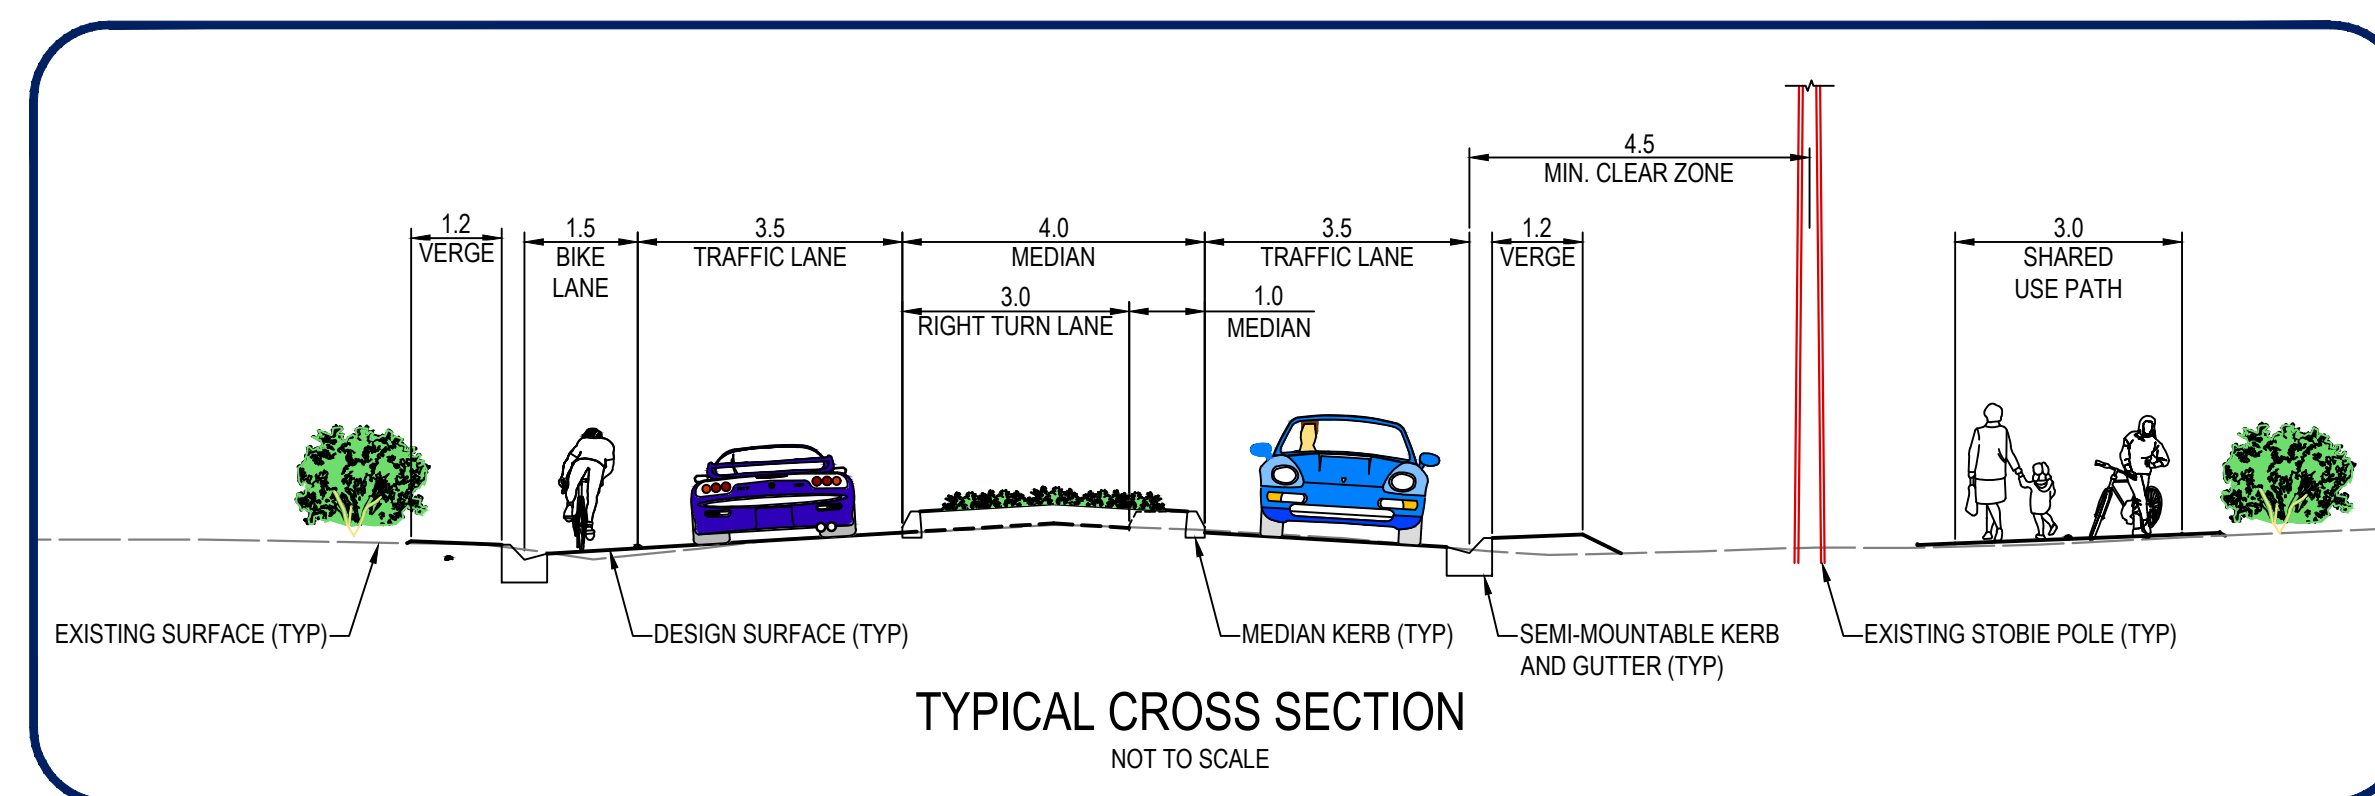 4.5
MIN. CLEAR ZONE
1.2
VERGE
1.5
BIKE
LANE
3.5
TRAFFIC LANE
4.0
MEDIAN
3.5
TRAFFIC LANE
1.2
VERGE
3.0
SHARED
USE PATH
3.0
RIGHT TURN LANE
1.0
MEDIAN
EXISTING SURFACE (TYP)
DESIGN SURFACE (TYP)
MEDIAN KERB (TYP)
SEMI-MOUNTABLE KERB
AND GUTTER (TYP)
EXISTING STOBIE POLE (TYP)
TYPICAL CROSS SECTION
NOT TO SCALE